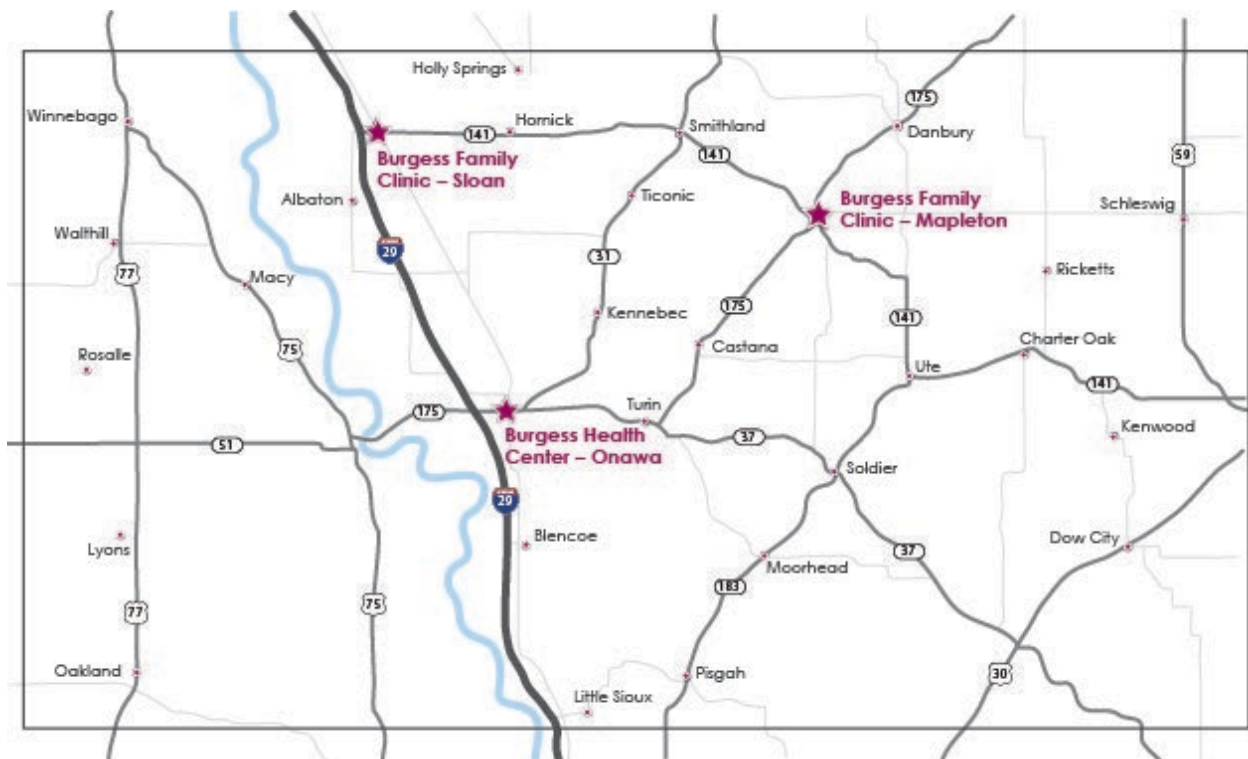 Holly Springs
175
Winnebago
Hornick
Smithland
Danbury
141
141
59
Burgess Family
Clinic – Sloan
Albaton
Ticonic
Burgess Family
Clinic – Mapleton
Schleswig
Walthill
29
31
77
Macy
Ricketts
175
Kennebec
141
75
Castana
Charter Oak
Rosalle
Ute
141
175
Turin
Kenwood
51
Burgess Health
Center – Onawa
37
Soldier
29
Blencoe
Dow City
Lyons
37
Moorhead
183
77
75
Oakland
Pisgah
30
Little Sioux